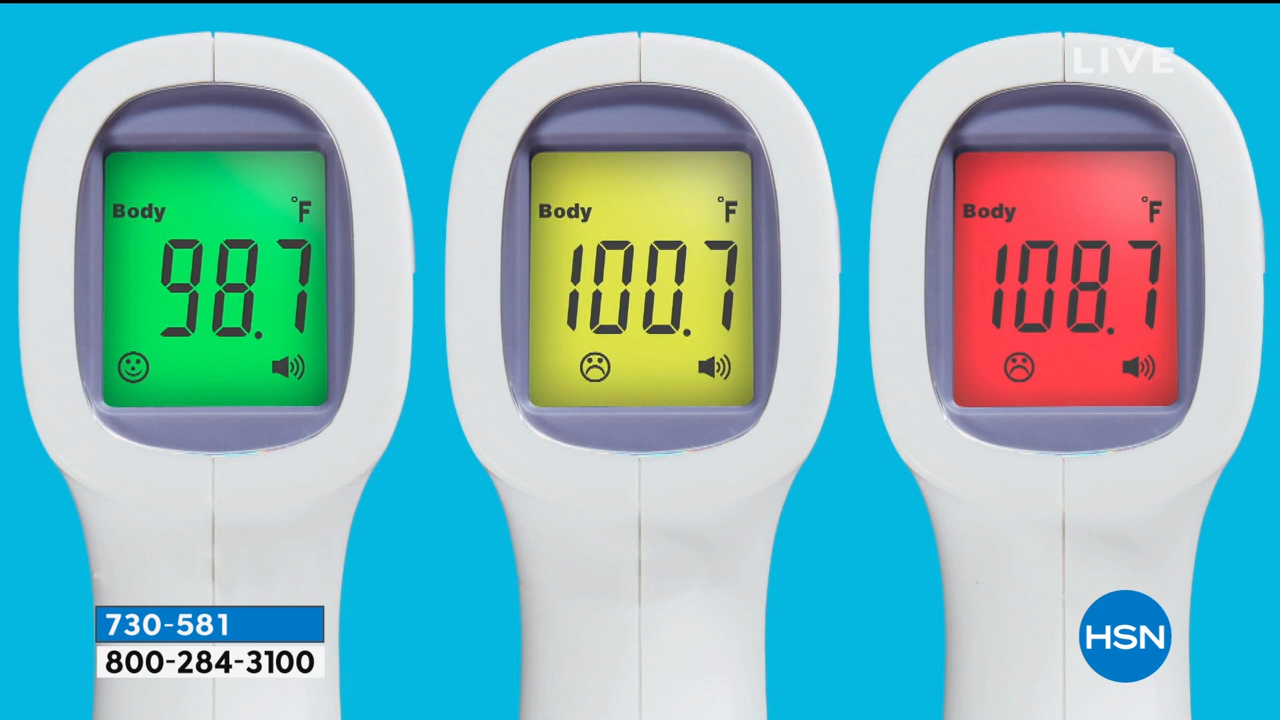 LIVE
Body °F
98.7
Body °F
100.7
Body °F
108.7
730-581
800-284-3100
HSN